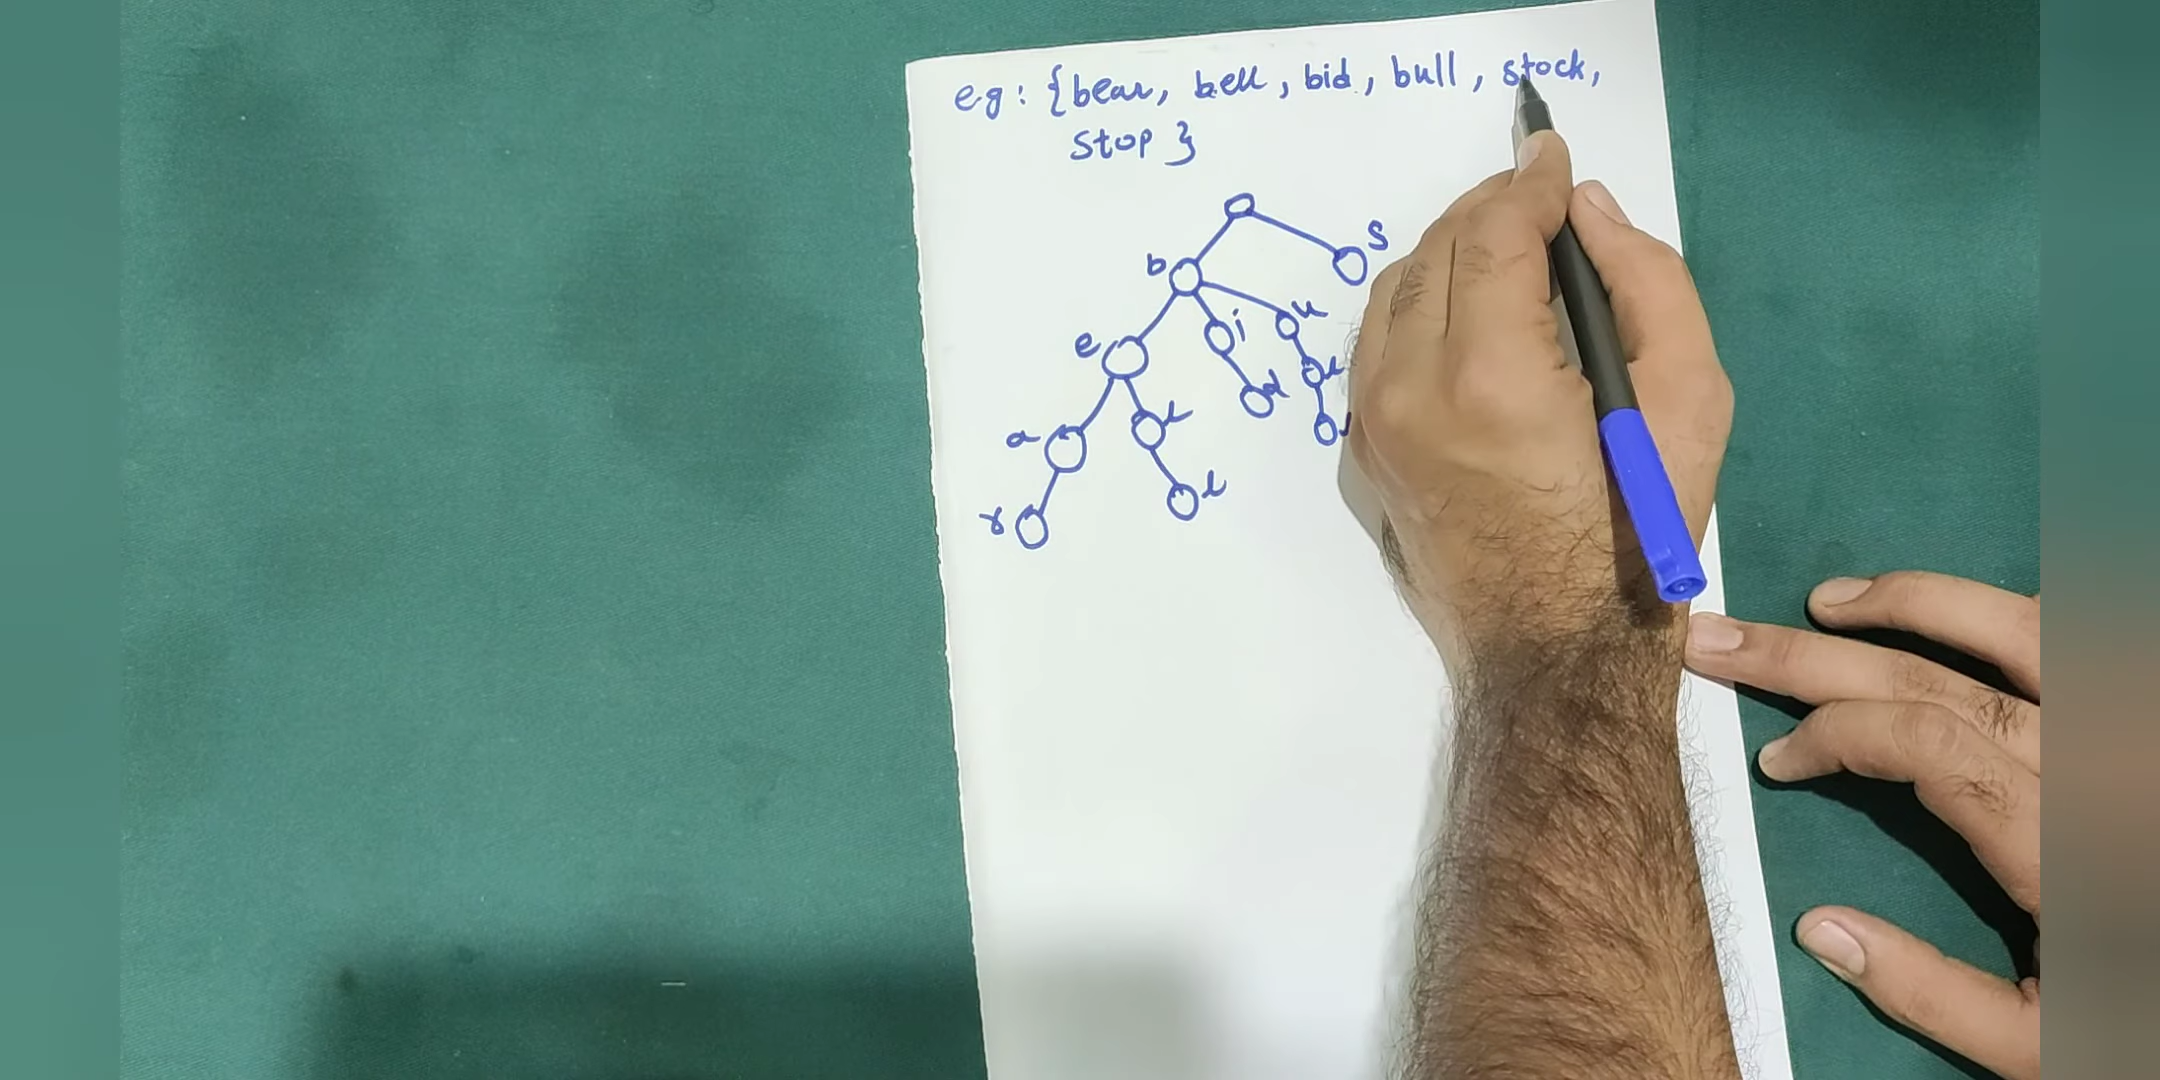 eg: {bear, bell, bid, bull, stock,
stop }
s
b
u
i
e
l
d
l
a
l
r